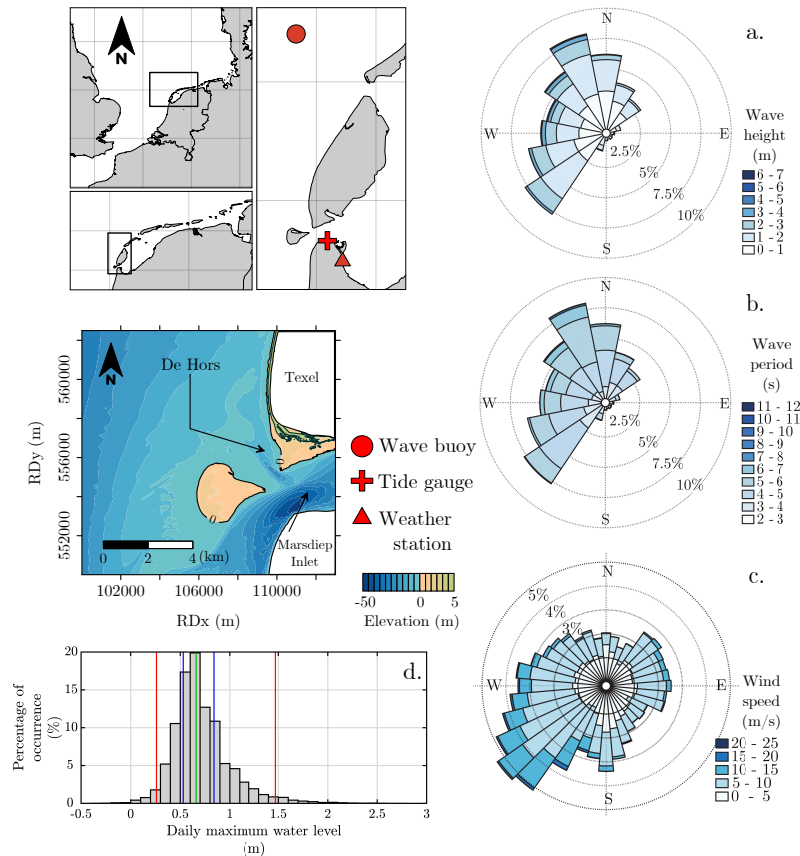 N
a.
N
W
E
S
2.5%
5%
7.5%
10%
Wave
height
(m)
6 - 7
5 - 6
4 - 5
3 - 4
2 - 3
1 - 2
0 - 1
b.
N
W
E
S
2.5%
5%
7.5%
10%
Wave
period
(s)
11 - 12
10 - 11
9 - 10
8 - 9
7 - 8
6 - 7
5 - 6
4 - 5
3 - 4
2 - 3
N
De Hors
Texel
0
0
Marsdiep
Inlet
0 2 4 (km)
560000
556000
552000
RDy (m)
102000 106000 110000
RDx (m)
Wave buoy
Tide gauge
Weather
station
-50 0 5
Elevation (m)
c.
N
W
E
S
5%
4%
3%
Wind
speed
(m/s)
20 - 25
15 - 20
10 - 15
5 - 10
0 - 5
d.
20
15
10
5
0
Percentage of
occurrence
(%)
-0.5 0 0.5 1 1.5 2 2.5 3
Daily maximum water level
(m)